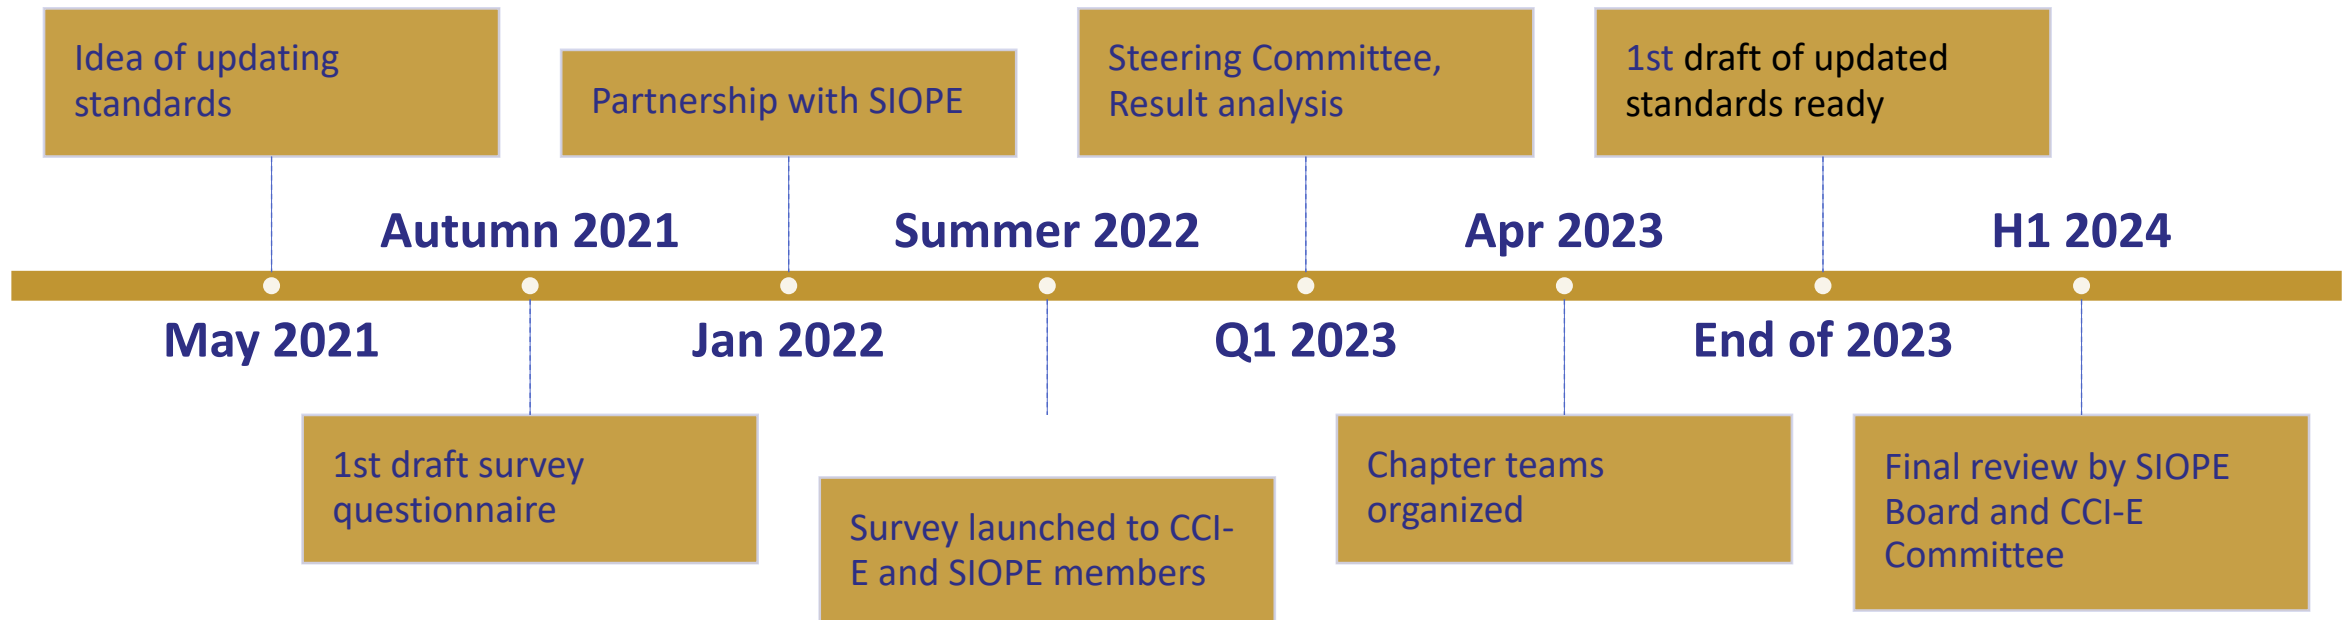 Idea of updating
standards
Partnership with SIOPE
Steering Committee,
Result analysis
1st draft of updated
standards ready
Autumn 2021
Summer 2022
Apr 2023
H1 2024
May 2021
Jan 2022
Q1 2023
End of 2023
1st draft survey
questionnaire
Survey launched to CCI-
E and SIOPE members
Chapter teams
organized
Final review by SIOPE
Board and CCI-E
Committee